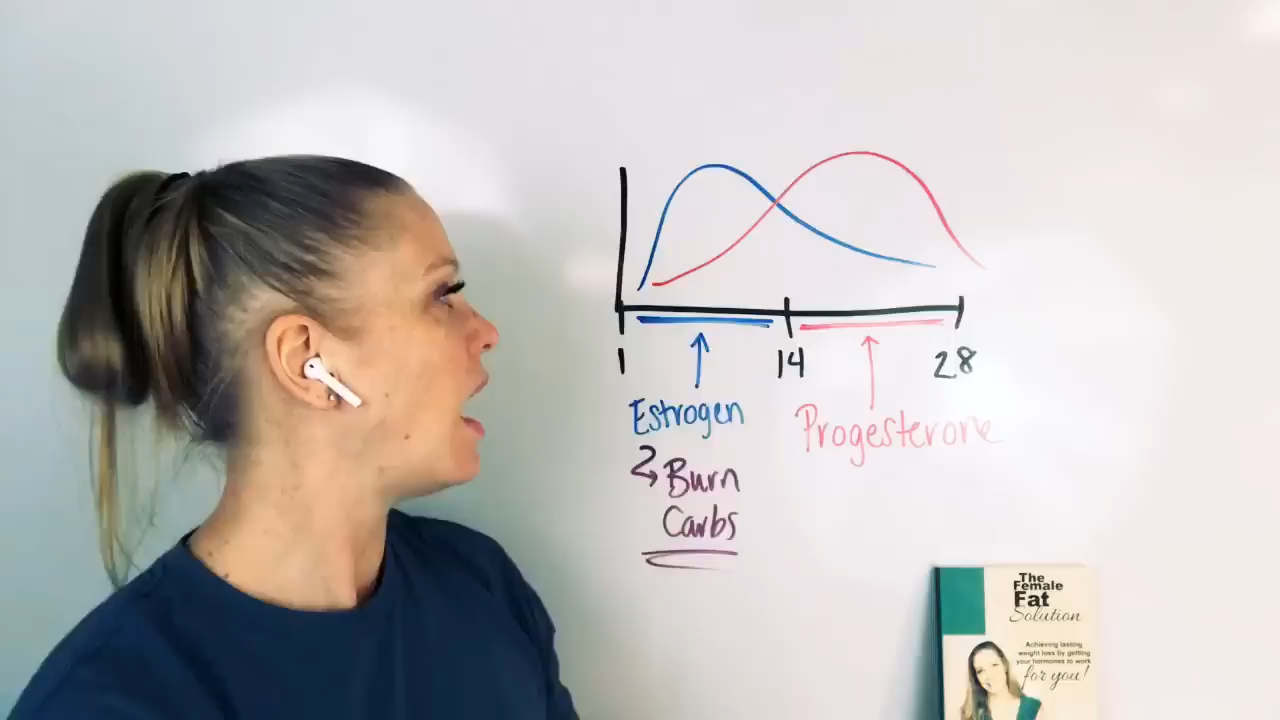 1 14 28
Estrogen
Progesterone
Burn
Carbs
The
Female
Fat
Solution
Achieving lasting
weight loss by getting
your hormones to work
for you!